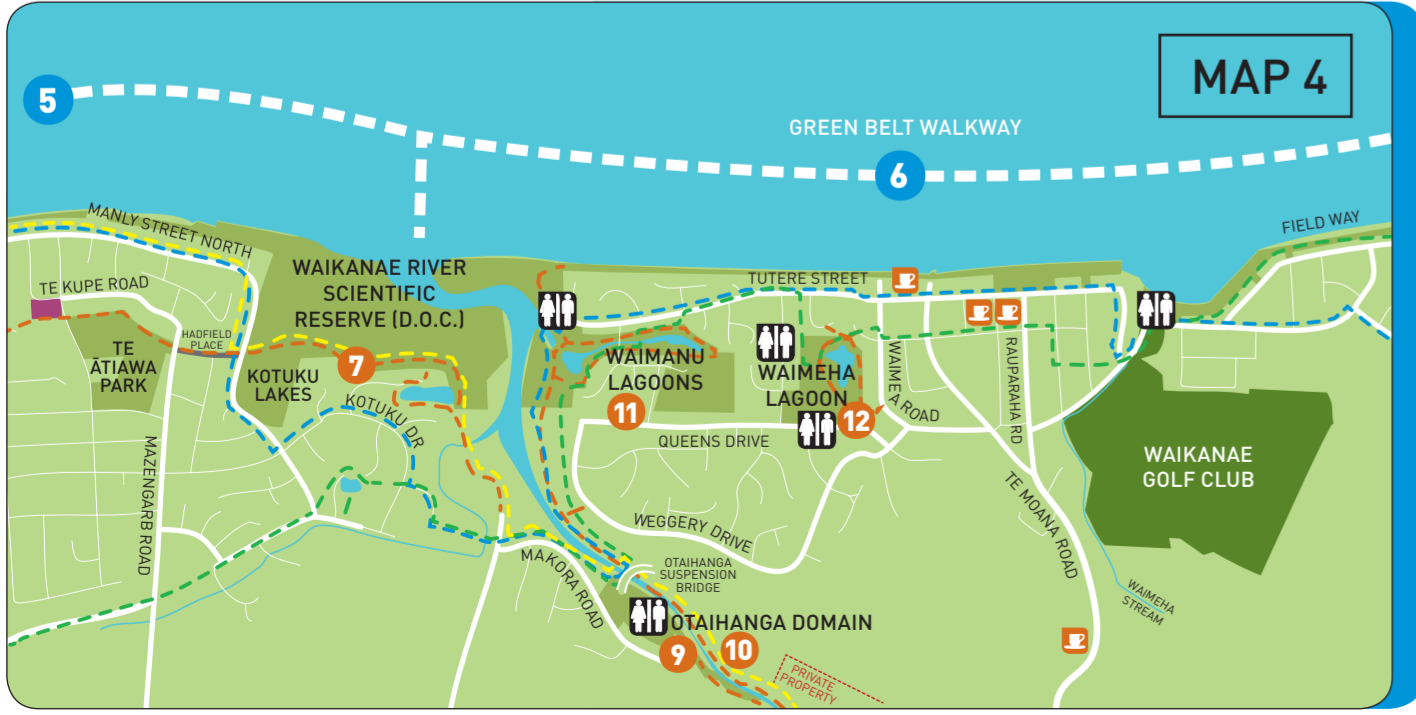 MAP 4
5
GREEN BELT WALKWAY
6
MANLY STREET NORTH
FIELD WAY
TE KUPE ROAD
WAIKANAE RIVER
SCIENTIFIC
RESERVE (D.O.C.)
TUTERE STREET
HADFIELD
PLACE
TE
ĀTIAWA
PARK
KOTUKU
LAKES
7
KOTUKU DR
WAIMANU
LAGOONS
11
WAIMEHA
LAGOON
12
WAIMEA ROAD
RAUPARAHA RD
QUEENS DRIVE
MAZENGARB ROAD
WAIKANAE
GOLF CLUB
TE MOANA ROAD
WEGGERY DRIVE
MAKORA ROAD
OTAIHANGA
SUSPENSION
BRIDGE
WAIMEHA
STREAM
OTAIHANGA DOMAIN
9
10
PRIVATE
PROPERTY